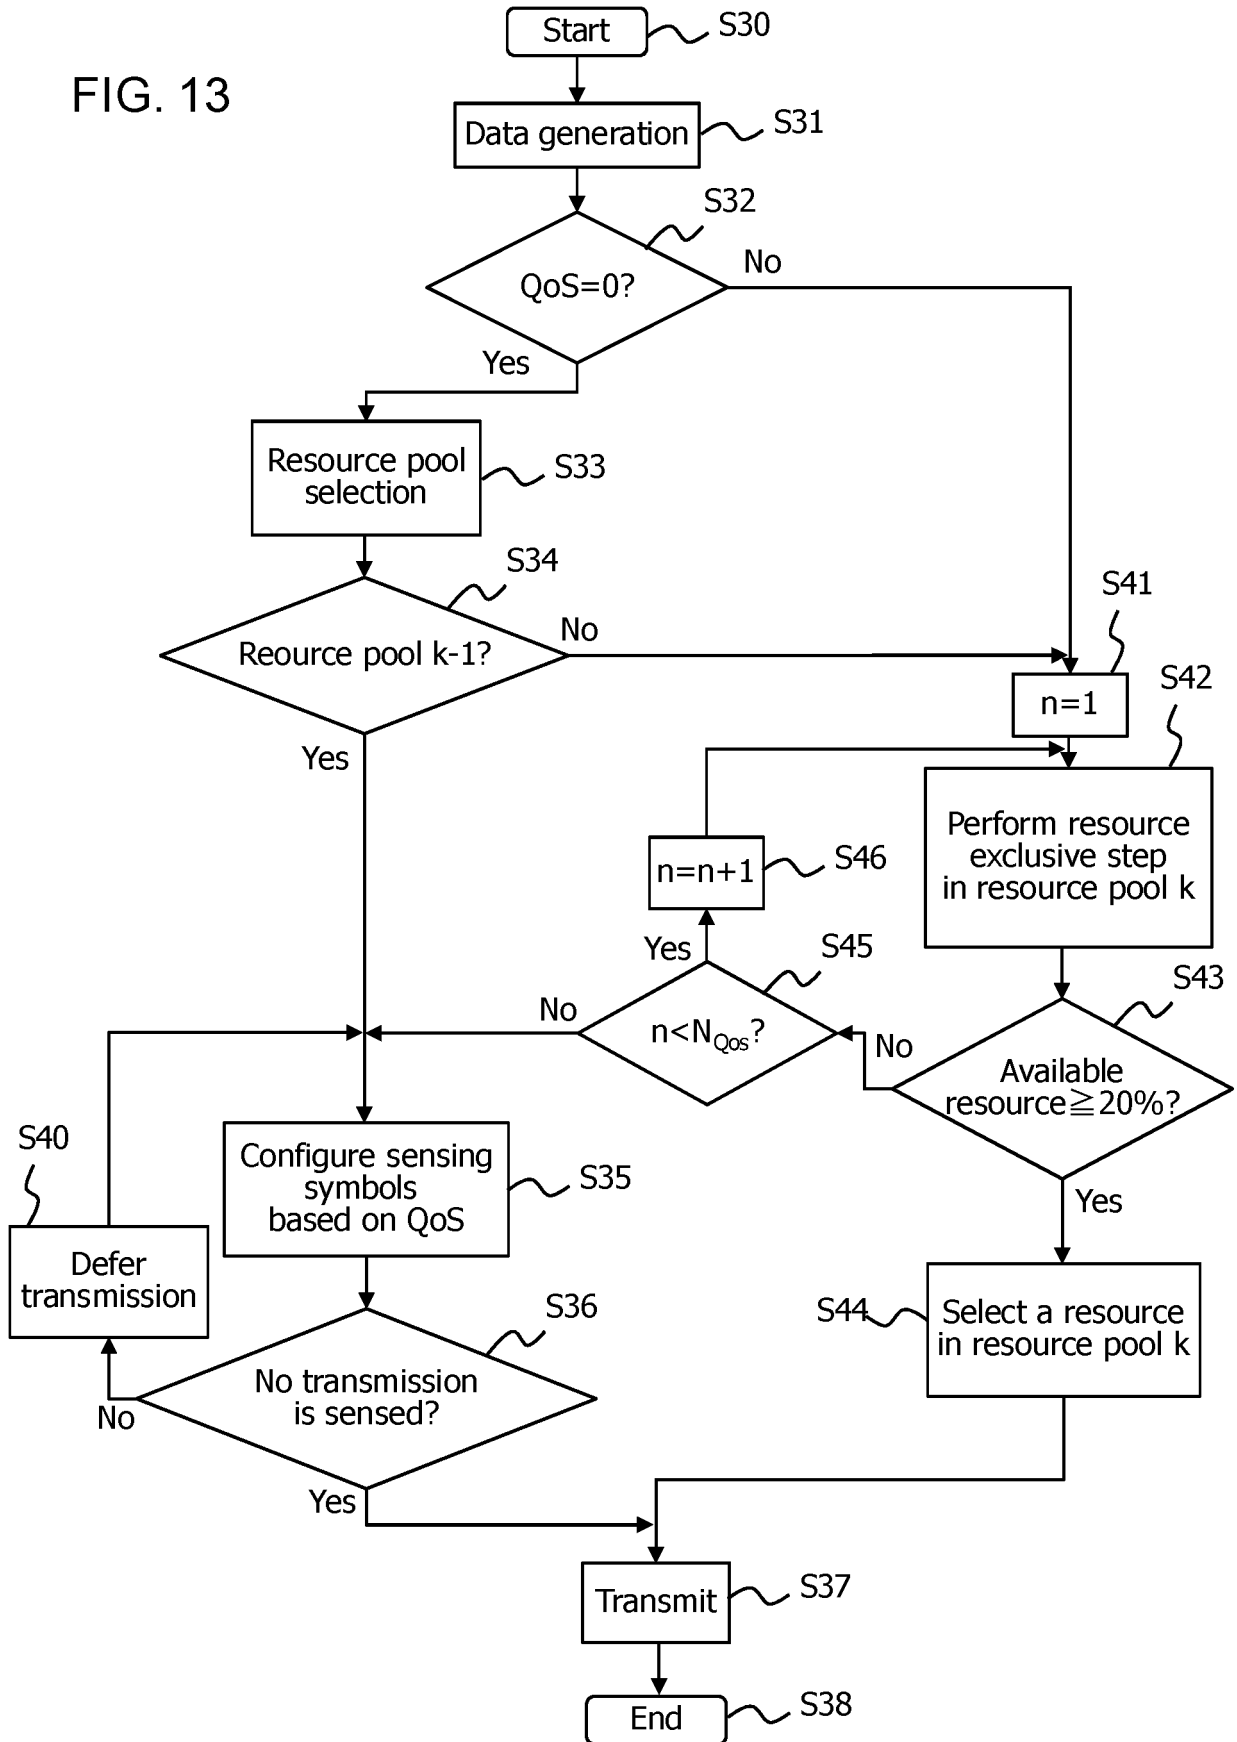 Start
S30
FIG. 13
Data generation
S31
S32
QoS=0?
No
Yes
Resource pool
selection
S33
S34
Reource pool k-1?
No
Yes
S41
n=1
S42
Perform resource
exclusive step
in resource pool k
n=n+1
S46
Yes
S45
n<NQos?
No
S43
No
Available
resource≧20%?
Yes
S40
Defer
transmission
Configure sensing
symbols
based on QoS
S35
S36
No transmission
is sensed?
No
Yes
S44
Select a resource
in resource pool k
Transmit
S37
End
S38